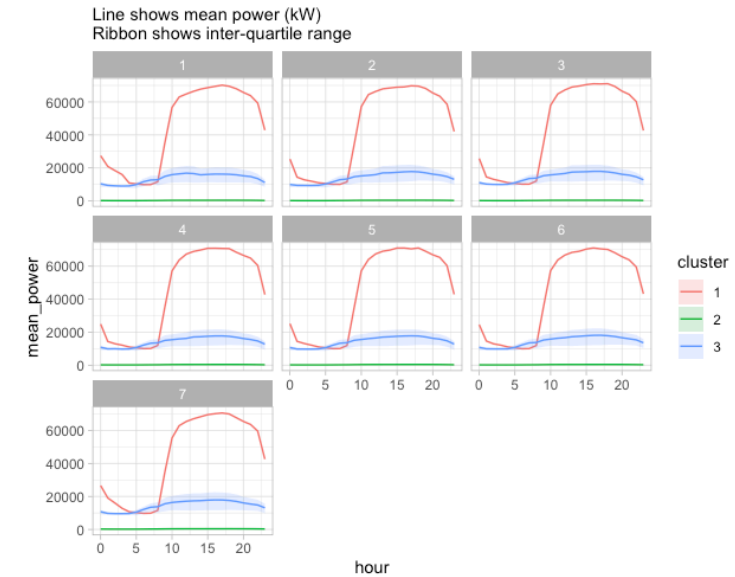 Line shows mean power (kW)
Ribbon shows inter-quartile range
1 2 3
60000
40000
20000
0
4 5 6
60000
40000
20000
0
0 5 10 15 20 0 5 10 15 20
7
60000
40000
20000
0
0 5 10 15 20
mean_power
hour
cluster
1
2
3